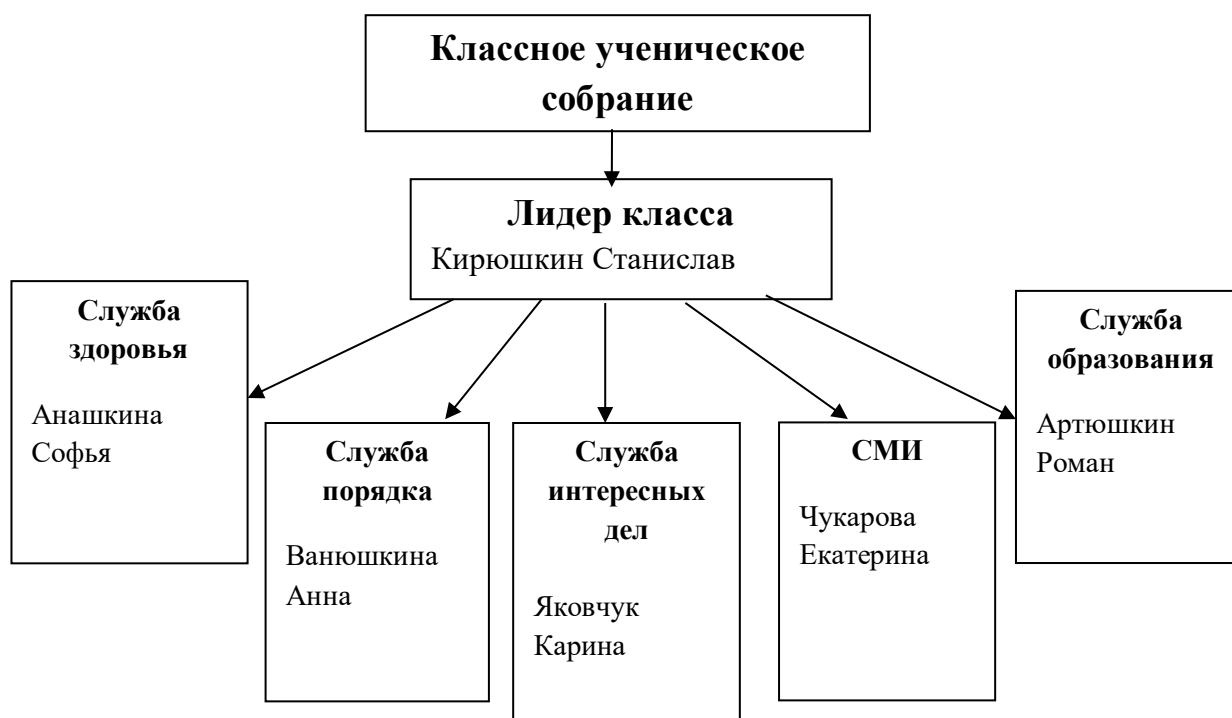 Классное ученическое
собрание
Лидер класса
Кирюшкин Станислав
Служба
здоровья
Анашкина
Софья
Служба
порядка
Ванюшкина
Анна
Служба
интересных
дел
Яковчук
Карина
СМИ
Чукарова
Екатерина
Служба
образования
Артюшкин
Роман